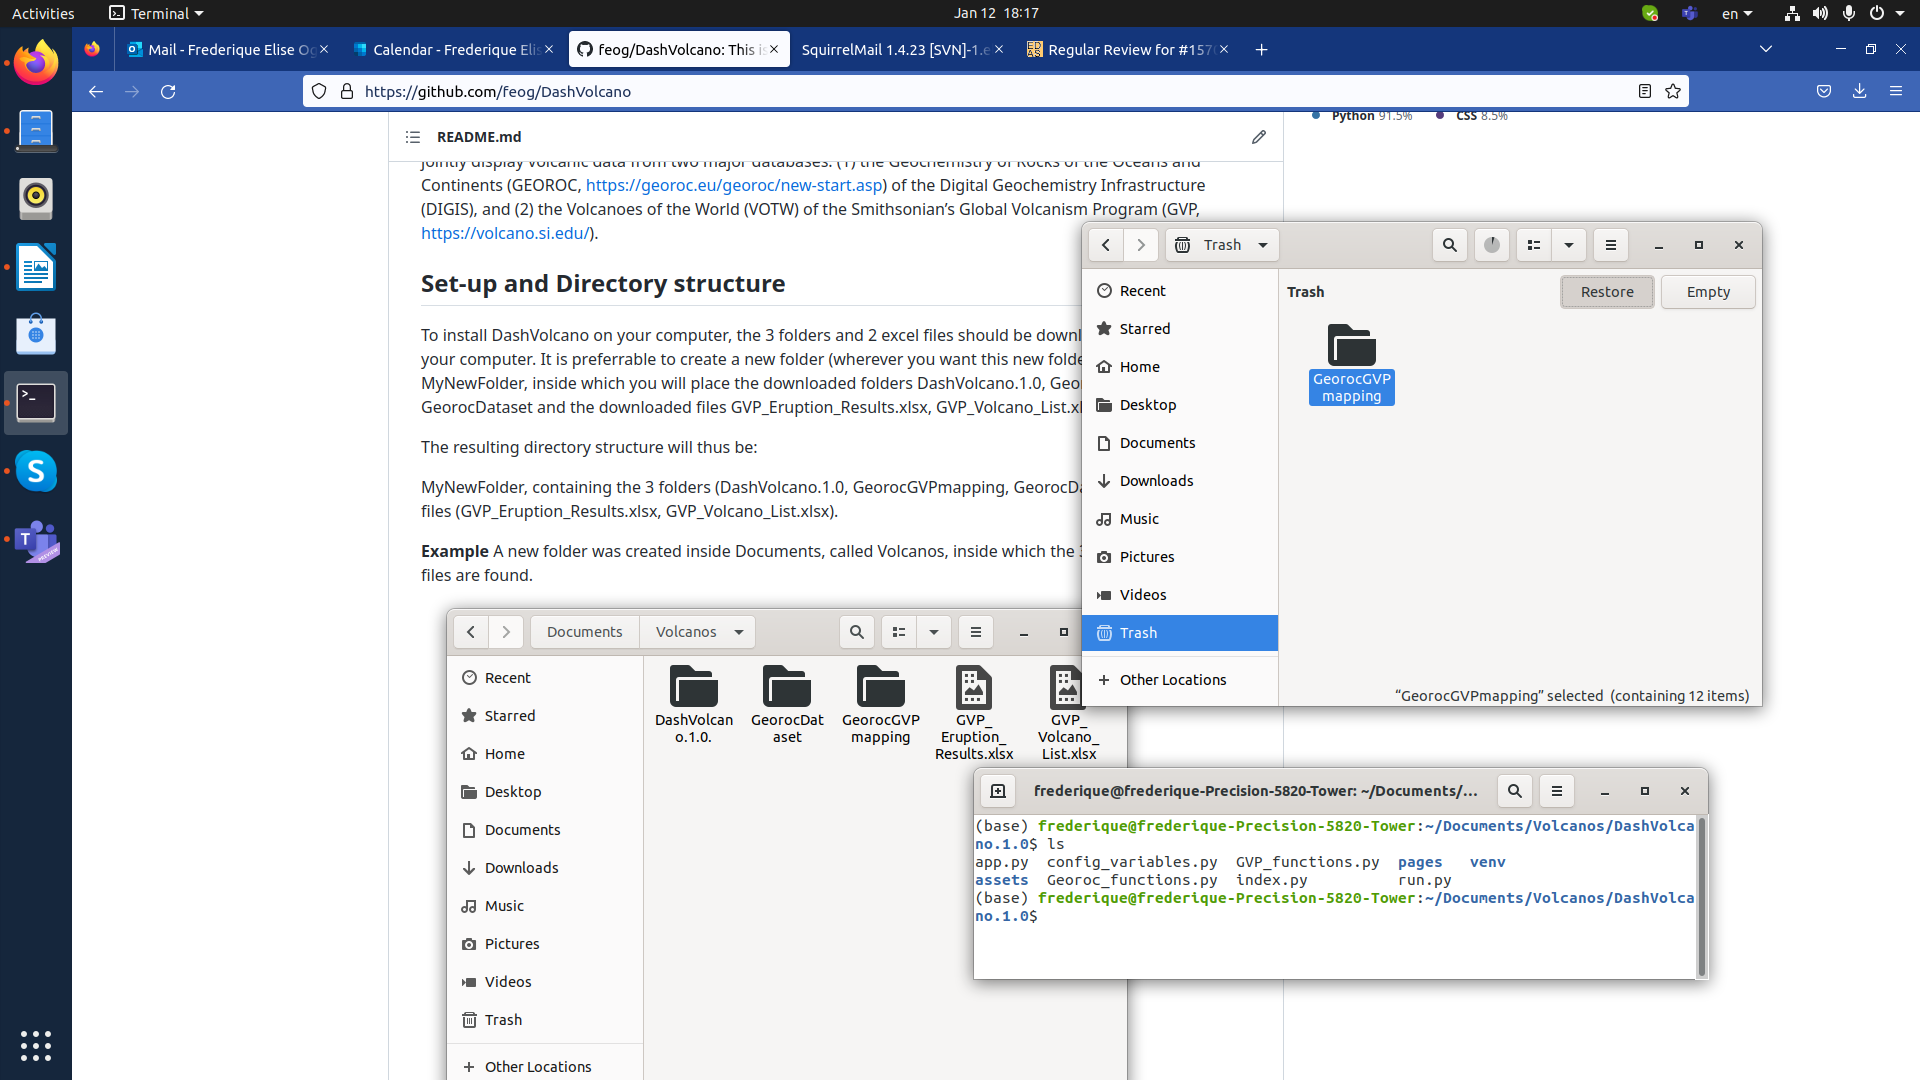 Activities
Terminal
Jan 12 18:17
en
Mail - Frederique Elise Og
Calendar - Frederique Elis
feog/DashVolcano: This is
SquirrelMail 1.4.23 [SVN]-1.e
Regular Review for #1570
https://github.com/feog/DashVolcano
Python 91.5%
CSS 8.5%
README.md
jointly display volcanic data from two major databases: (1) the Geochemistry of Rocks of the Oceans and
Continents (GEOROC, https://georoc.eu/georoc/new-start.asp) of the Digital Geochemistry Infrastructure
(DIGIS), and (2) the Volcanoes of the World (VOTW) of the Smithsonian's Global Volcanism Program (GVP,
https://volcano.si.edu/).
Set-up and Directory structure
To install DashVolcano on your computer, the 3 folders and 2 excel files should be downl
your computer. It is preferrable to create a new folder (wherever you want this new folde
MyNewFolder, inside which you will place the downloaded folders DashVolcano.1.0, Geo
GeorocDataset and the downloaded files GVP_Eruption_Results.xlsx, GVP_Volcano_List.xl
The resulting directory structure will thus be:
MyNewFolder, containing the 3 folders (DashVolcano.1.0, GeorocGVPmapping, GeorocDa
files (GVP_Eruption_Results.xlsx, GVP_Volcano_List.xlsx).
Example A new folder was created inside Documents, called Volcanos, inside which the 3
files are found.
Trash
Recent
Starred
Home
Desktop
Documents
Downloads
Music
Pictures
Videos
Trash
Other Locations
Trash
Restore
Empty
GeorocGVP
mapping
"GeorocGVPmapping" selected (containing 12 items)
Documents
Volcanos
Recent
Starred
Home
Desktop
Documents
Downloads
Music
Pictures
Videos
Trash
Other Locations
DashVolcan
o.1.0.
GeorocDat
aset
GeorocGVP
mapping
GVP_
Eruption_
Results.xlsx
GVP_
Volcano_
List.xlsx
frederique@frederique-Precision-5820-Tower: ~/Documents/...
(base) frederique@frederique-Precision-5820-Tower:~/Documents/Volcanos/DashVolca
no.1.0$ ls
app.py config_variables.py GVP_functions.py pages venv
assets Georoc_functions.py index.py run.py
(base) frederique@frederique-Precision-5820-Tower:~/Documents/Volcanos/DashVolca
no.1.0$